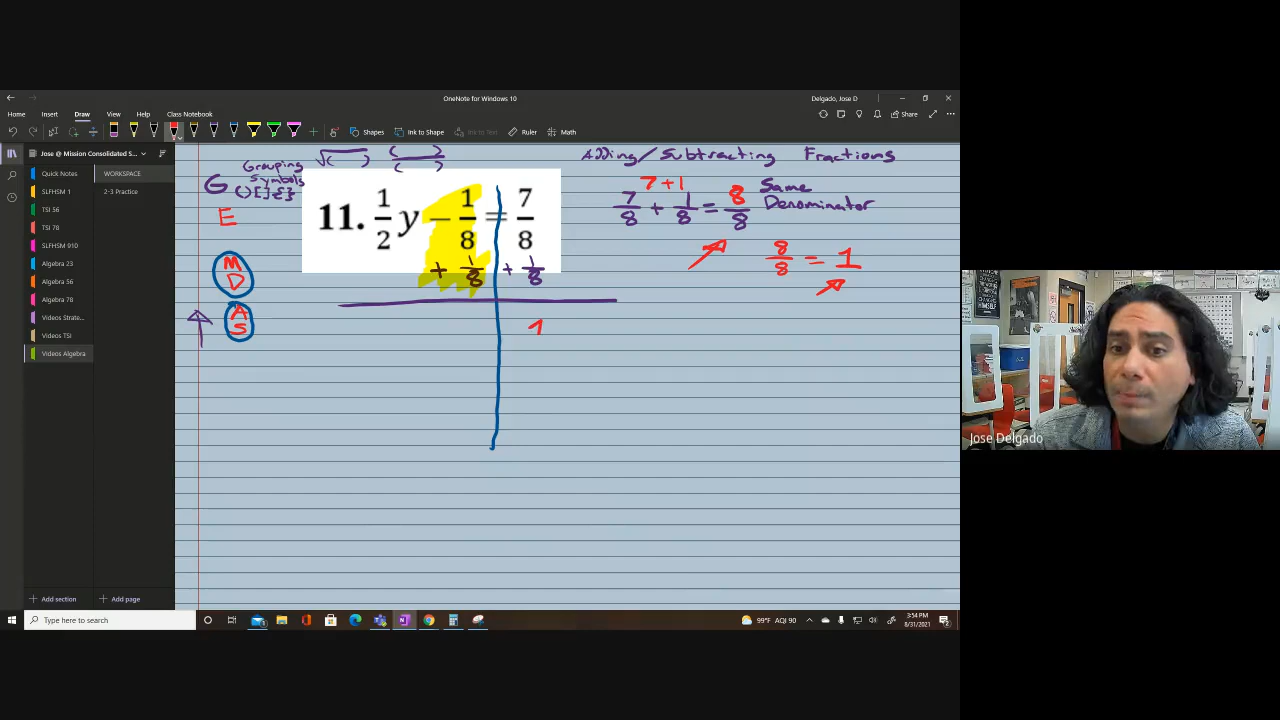 OneNote for Windows 10
Delgado, Jose D
Home Insert Draw View Help Class Notebook
Share
Shapes Ink to Shape Ink to Text Ruler Math
Jose @ Mission Consolidated S...
Quick Notes
SLFHSM 1
TSI 56
TSI 78
SLFHSM 910
Algebra 23
Algebra 56
Algebra 78
Videos Strate...
Videos TSI
Videos Algebra
Add section
WORKSPACE
2-3 Practice
Add page
Grouping
Symbols
G ( ) [ ] { }
E
M
D
A
S
√( ) ( )/( )
11. 1/2 y − 1/8 = 7/8
+ 1/8 + 1/8
1
Adding/Subtracting Fractions
7+1
7/8 + 1/8 = 8/8 Same
Denominator
8/8 = 1
Jose Delgado
Type here to search
99°F AQI 90
3:54 PM
8/31/2021